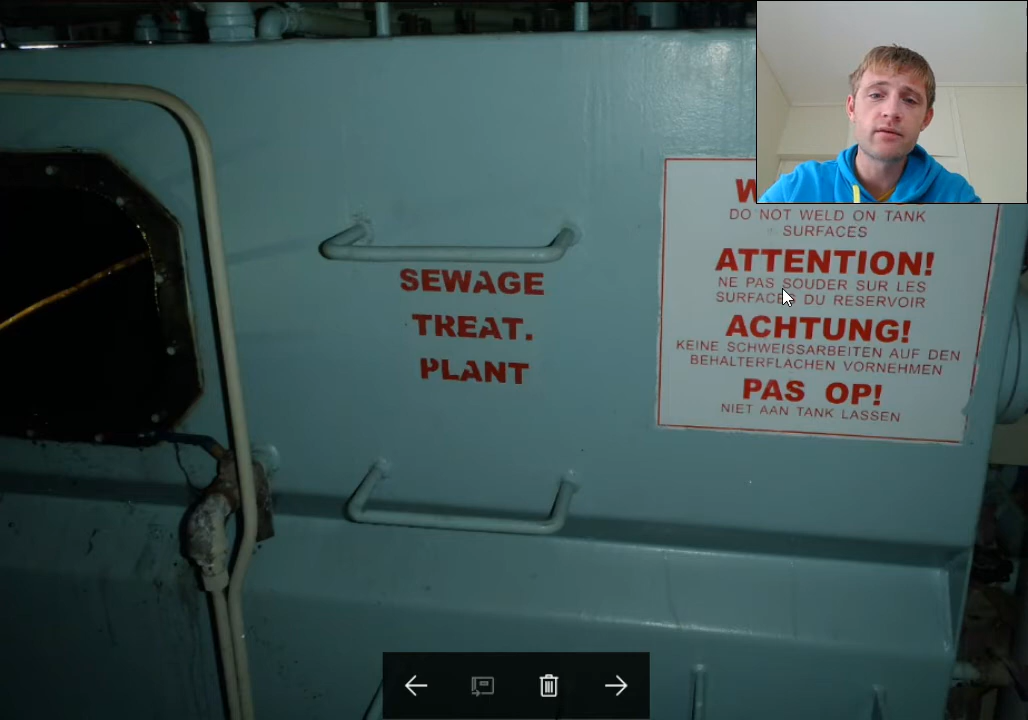 SEWAGE
TREAT.
PLANT
DO NOT WELD ON TANK
SURFACES
ATTENTION!
NE PAS SOUDER SUR LES
SURFACES DU RESERVOIR
ACHTUNG!
KEINE SCHWEISSARBEITEN AUF DEN
BEHALTERFLACHEN VORNEHMEN
PAS OP!
NIET AAN TANK LASSEN